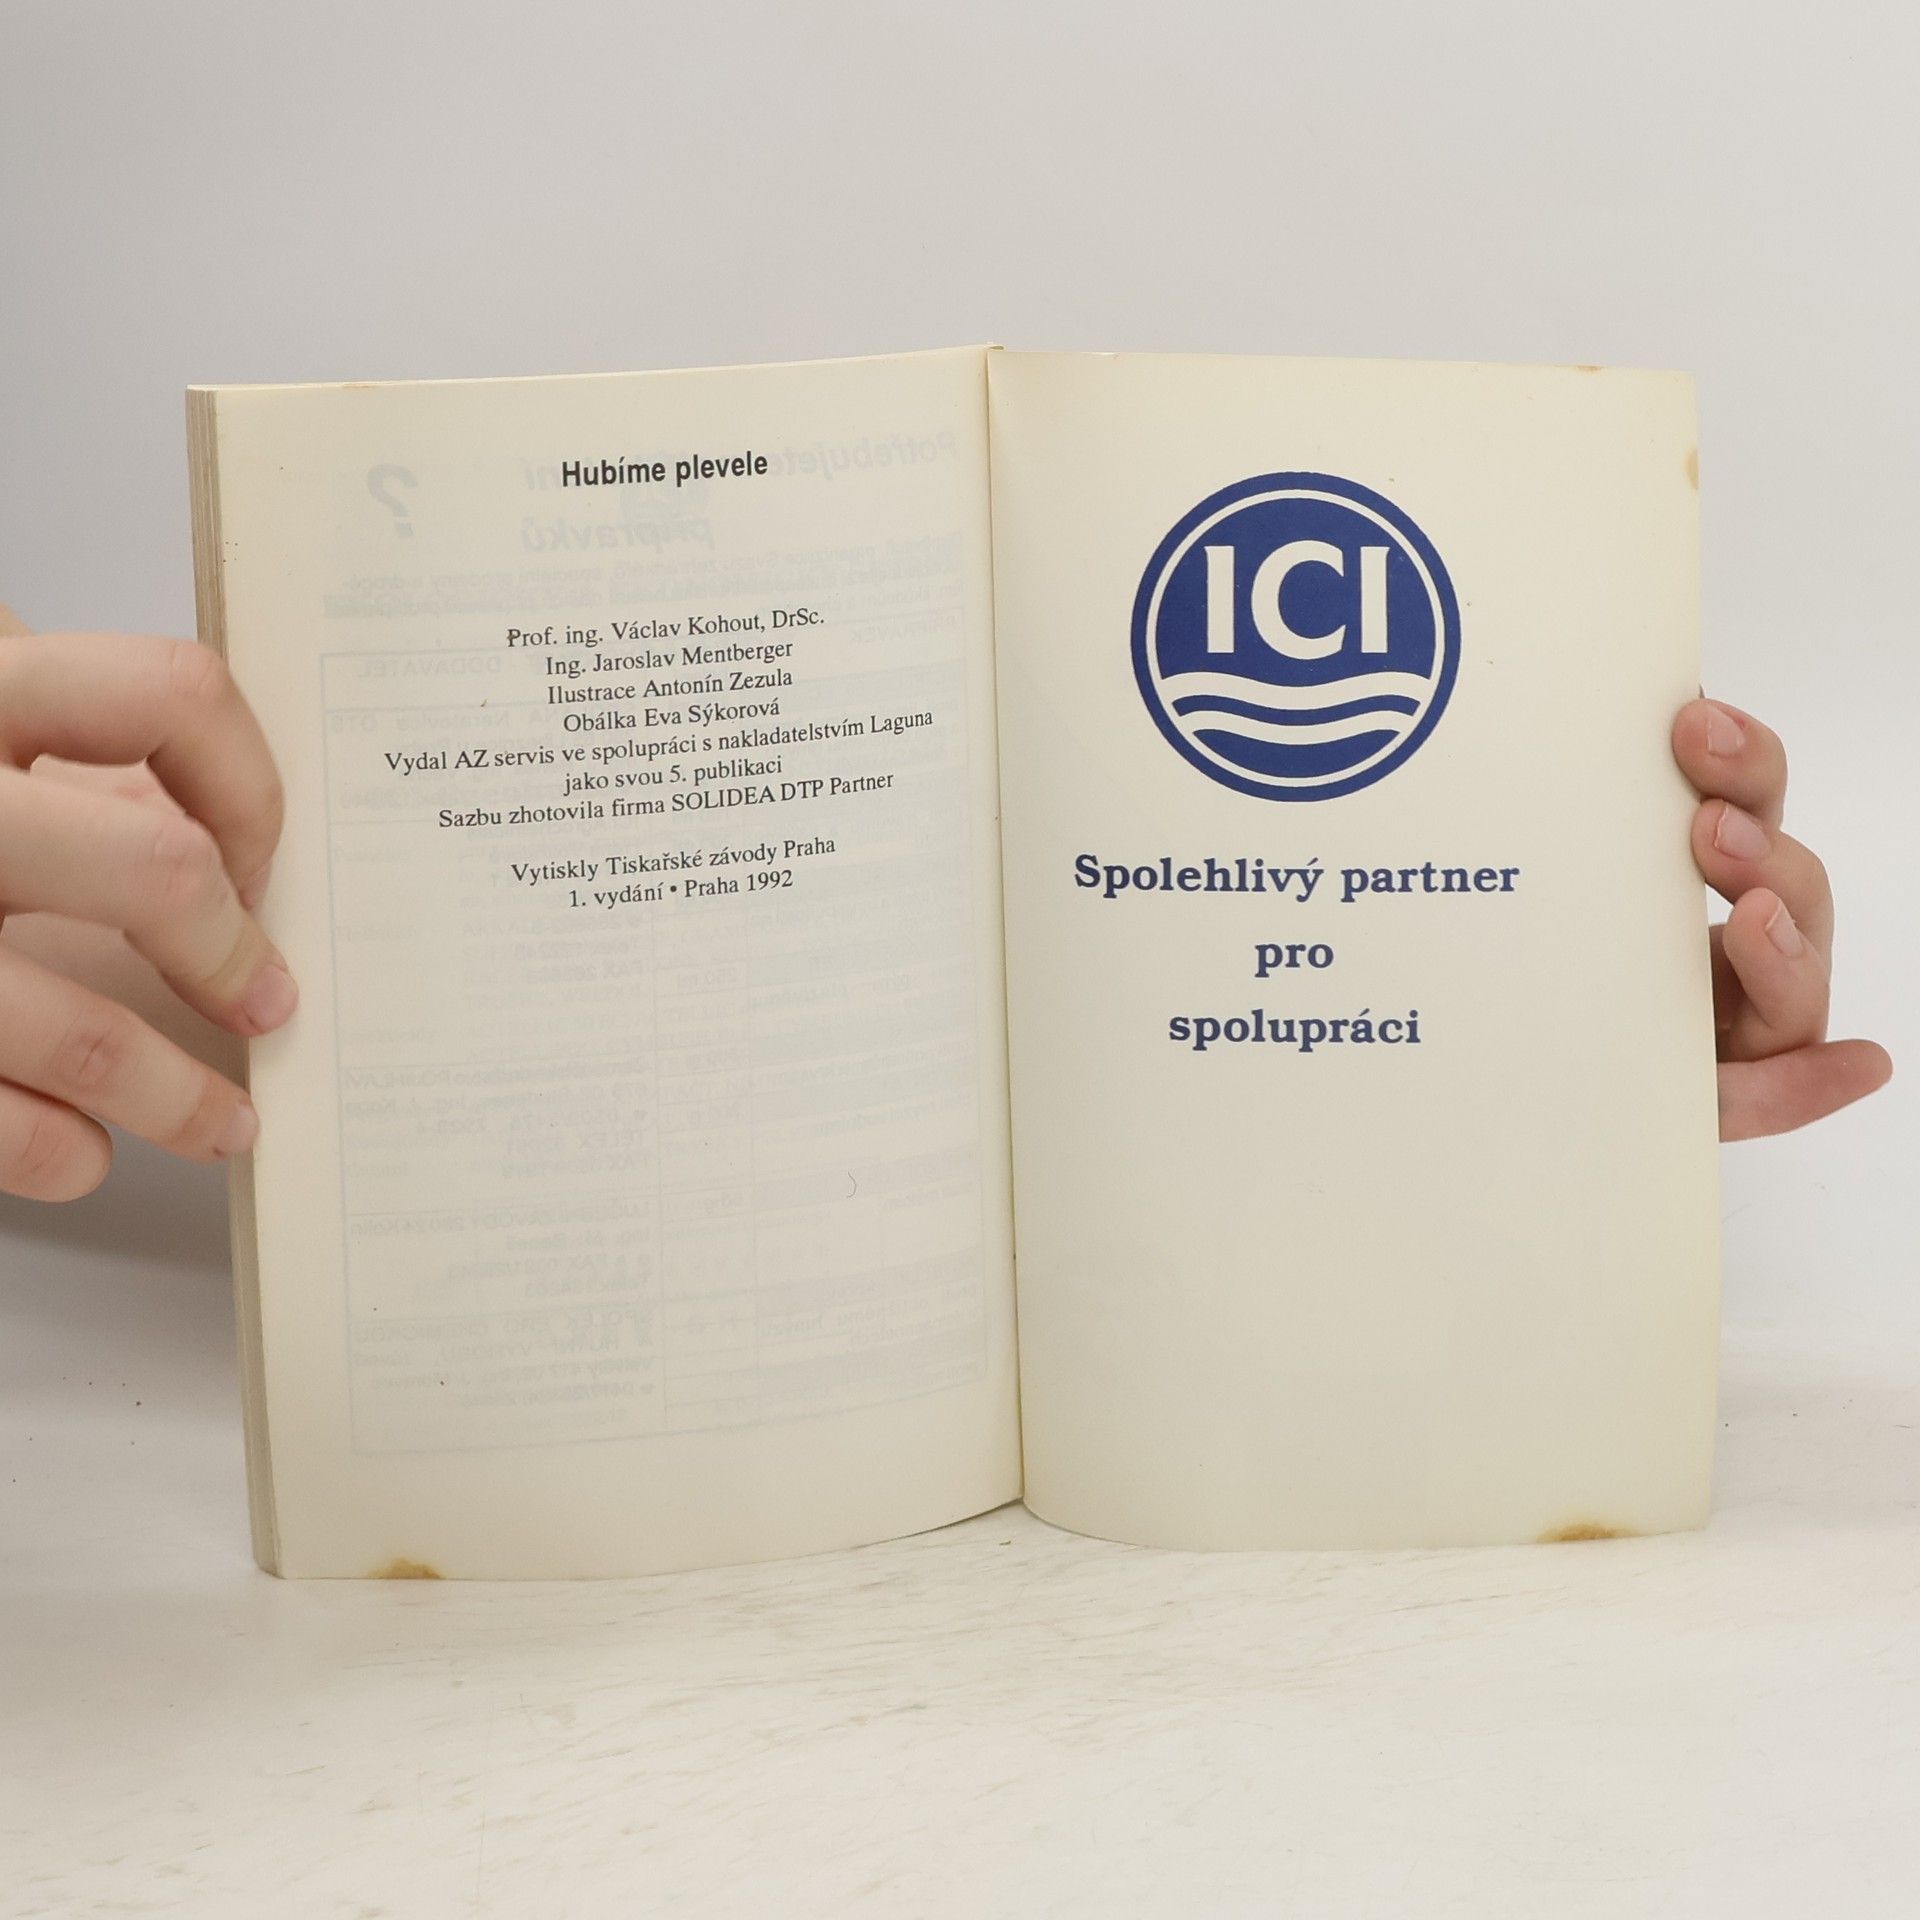 Hubíme plevele
Prof. ing. Václav Kohout, DrSc.
Ing. Jaroslav Mentberger
Ilustrace Antonín Zezula
Obálka Eva Sýkorová
Vydal AZ servis ve spolupráci s nakladatelstvím Laguna
jako svou 5. publikaci
Sazbu zhotovila firma SOLIDEA DTP Partner
Vytiskly Tiskařské závody Praha
1. vydání • Praha 1992
ICI
Spolehlivý partner
pro
spolupráci